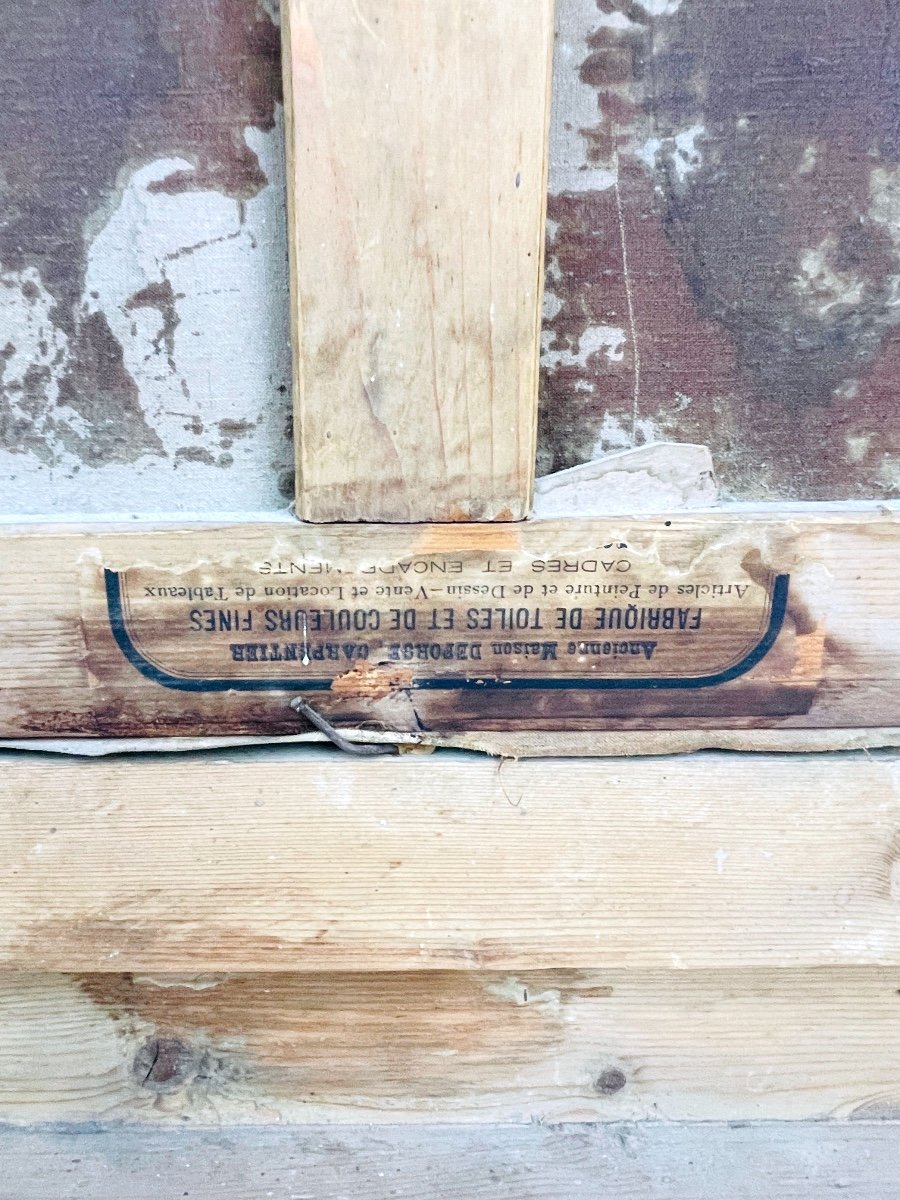 Ancienne Maison DEFORGE, CARPENTIER
FABRIQUE DE TOILES ET DE COULEURS FINES
Articles de Peinture et de Dessin—Vente et Location de Tableaux
CADRES ET ENCADREMENTS